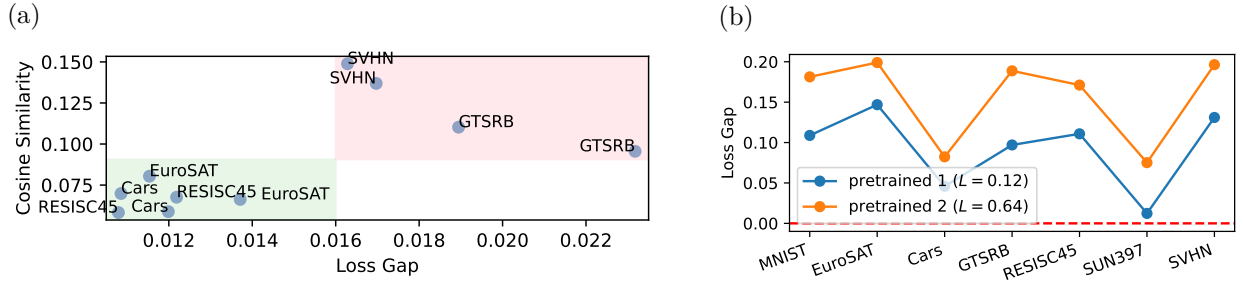 (a)
Cosine Similarity
0.150
0.125
0.100
0.075
SVHN
SVHN
GTSRB
GTSRB
EuroSAT
Cars
RESISC45
EuroSAT
RESISC45
Cars
0.012
0.014
0.016
0.018
0.020
0.022
Loss Gap
(b)
Loss Gap
0.20
0.15
0.10
0.05
0.00
pretrained 1 (L = 0.12)
pretrained 2 (L = 0.64)
MNIST
EuroSAT
Cars
GTSRB
RESISC45
SUN397
SVHN